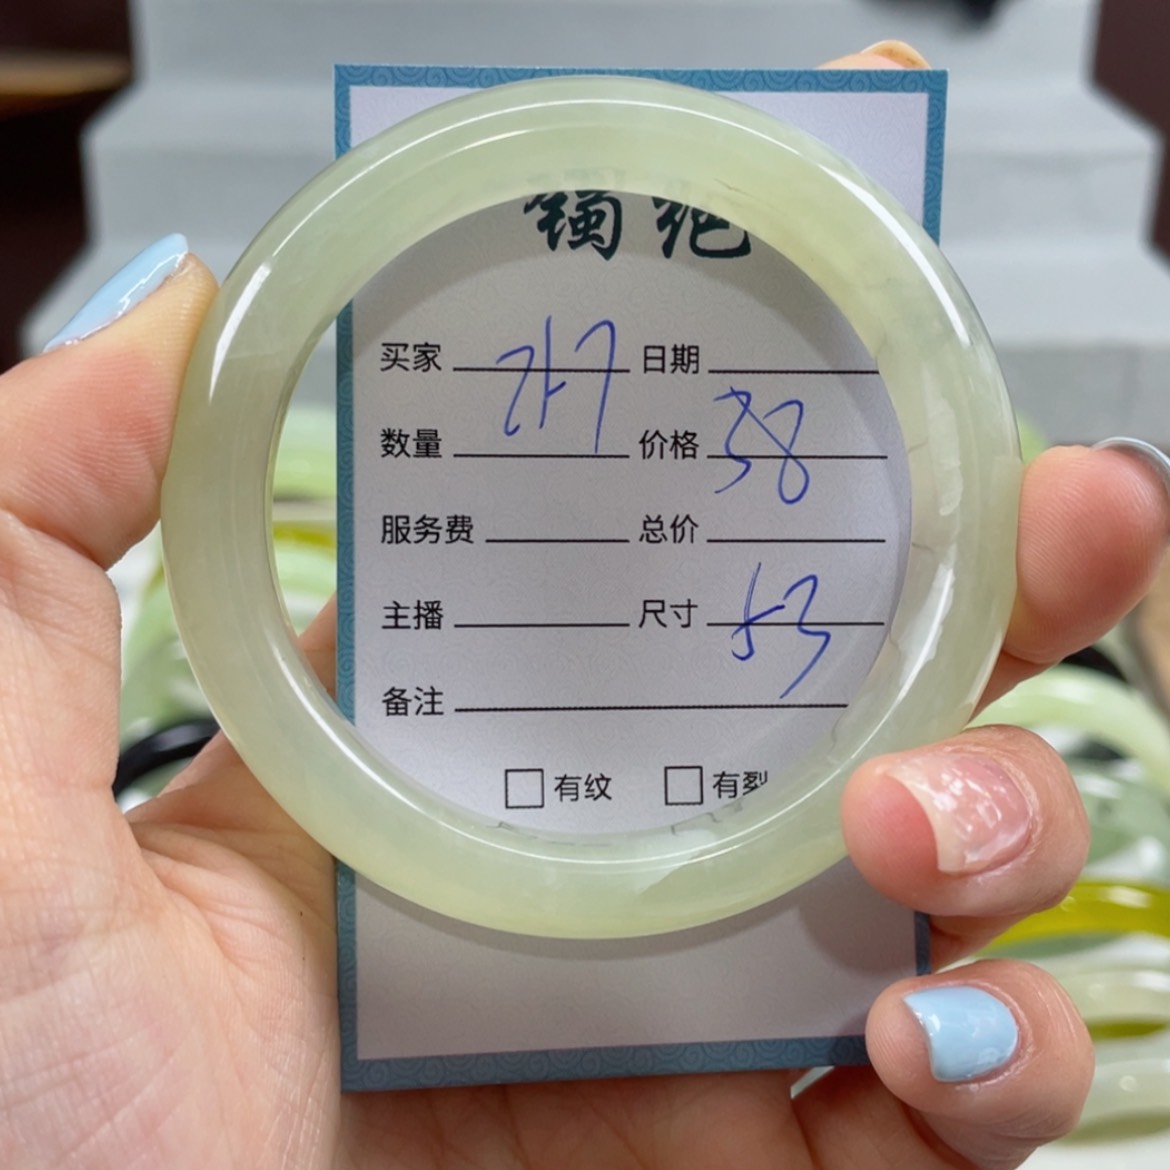 镯
买家 日期
数量 价格 38
服务费 总价
主播 尺寸 53
备注
有纹 有裂